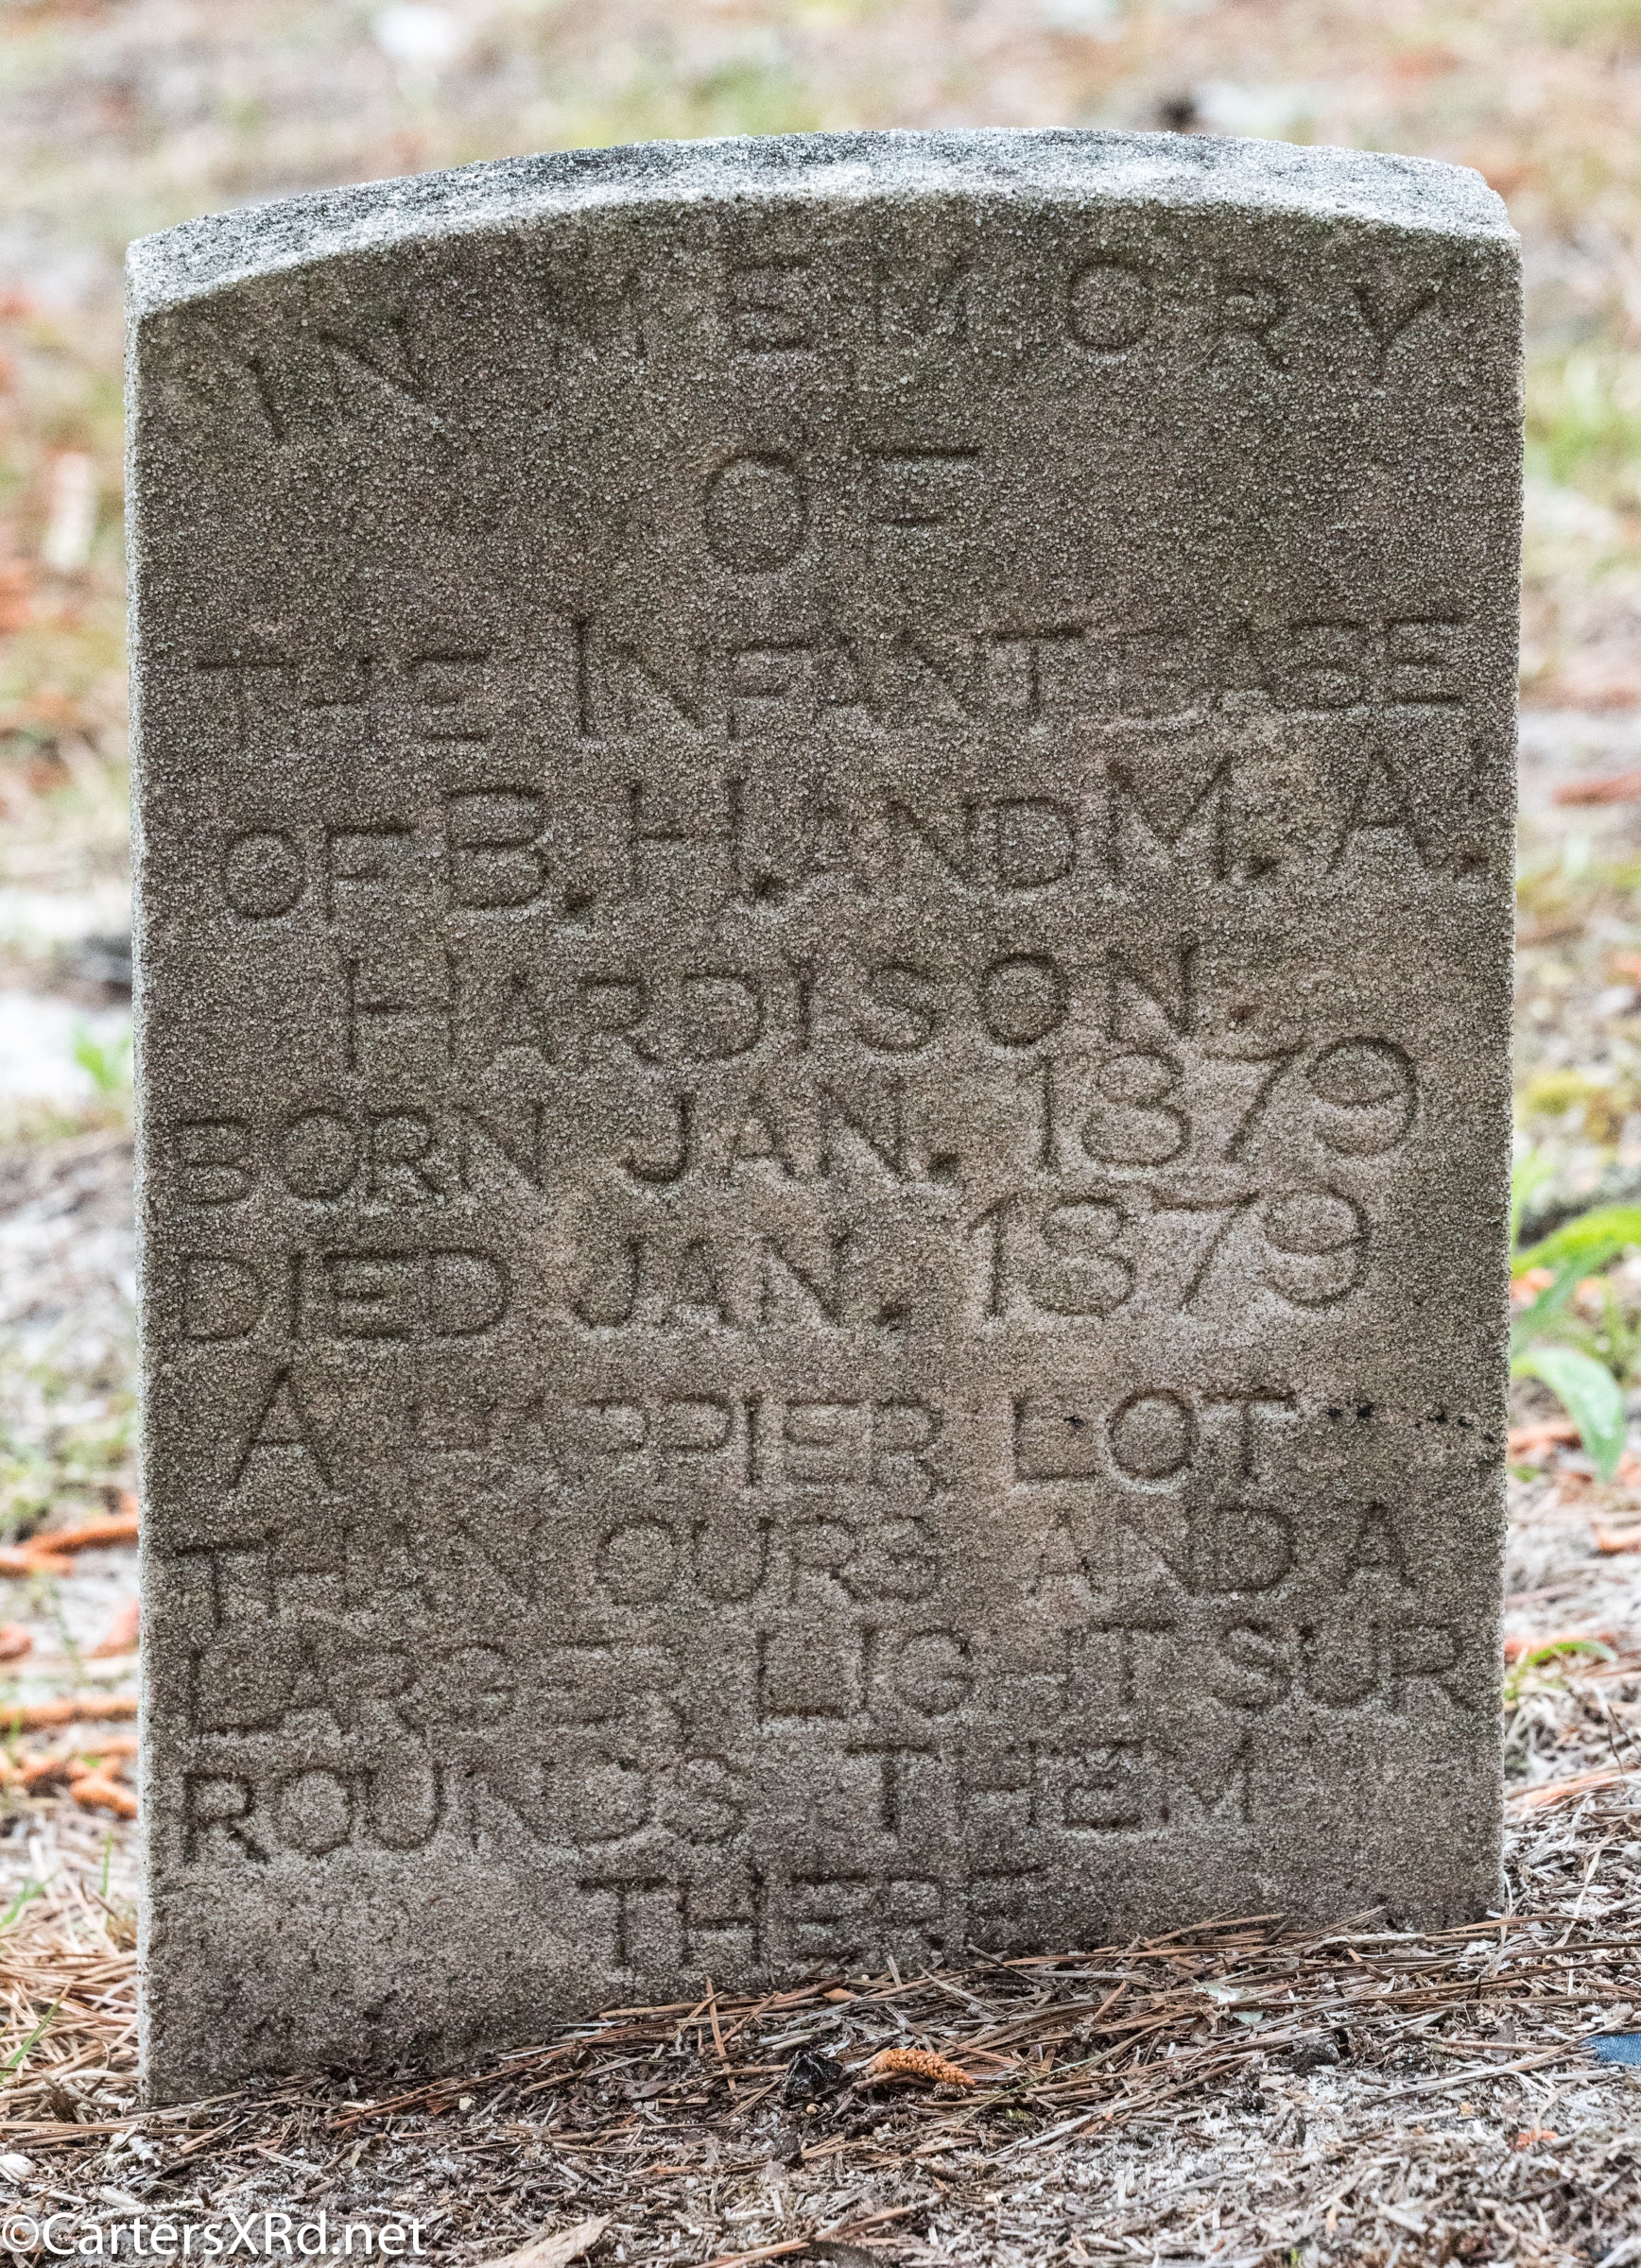 IN MEMORY
OF
THE INFANT BABE
OF B. H. AND M. A.
HARDISON.
BORN JAN. 1879
DIED JAN. 1879
A HAPPIER LOT
THAN OURS AND A
LARGER LIGHT SUR
ROUNDS THEM
THERE
©CartersXRd.net